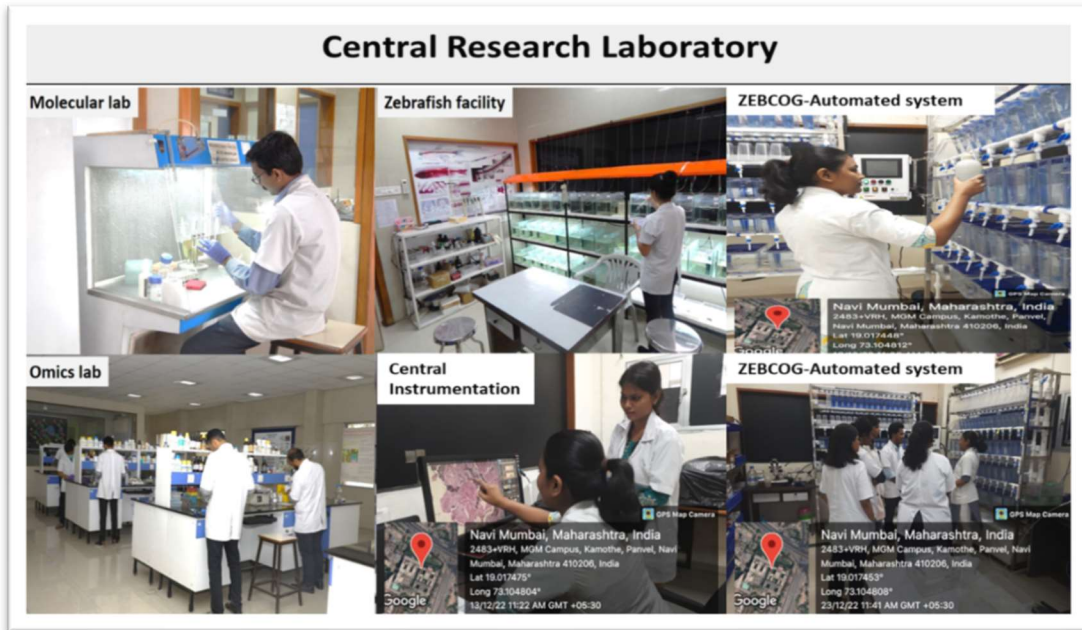 Central Research Laboratory
Molecular lab
Zebrafish facility
ZEBCOG-Automated system
GPS Map Camera
Navi Mumbai, Maharashtra, India
2483+VRH, MGM Campus, Kamothe, Panvel,
Navi Mumbai, Maharashtra 410206, India
Lat 19.017448°
Long 73.104812°
Google
Omics lab
Central
Instrumentation
GPS Map Camera
Navi Mumbai, Maharashtra, India
2483+VRH, MGM Campus, Kamothe, Panvel, Navi
Mumbai, Maharashtra 410206, India
Lat 19.017475°
Long 73.104804°
13/12/22 11:22 AM GMT +05:30
Google
ZEBCOG-Automated system
GPS Map Camera
Navi Mumbai, Maharashtra, India
2483+VRH, MGM Campus, Kamothe, Panvel, Navi
Mumbai, Maharashtra 410206, India
Lat 19.017453°
Long 73.104808°
23/12/22 11:41 AM GMT +05:30
Google